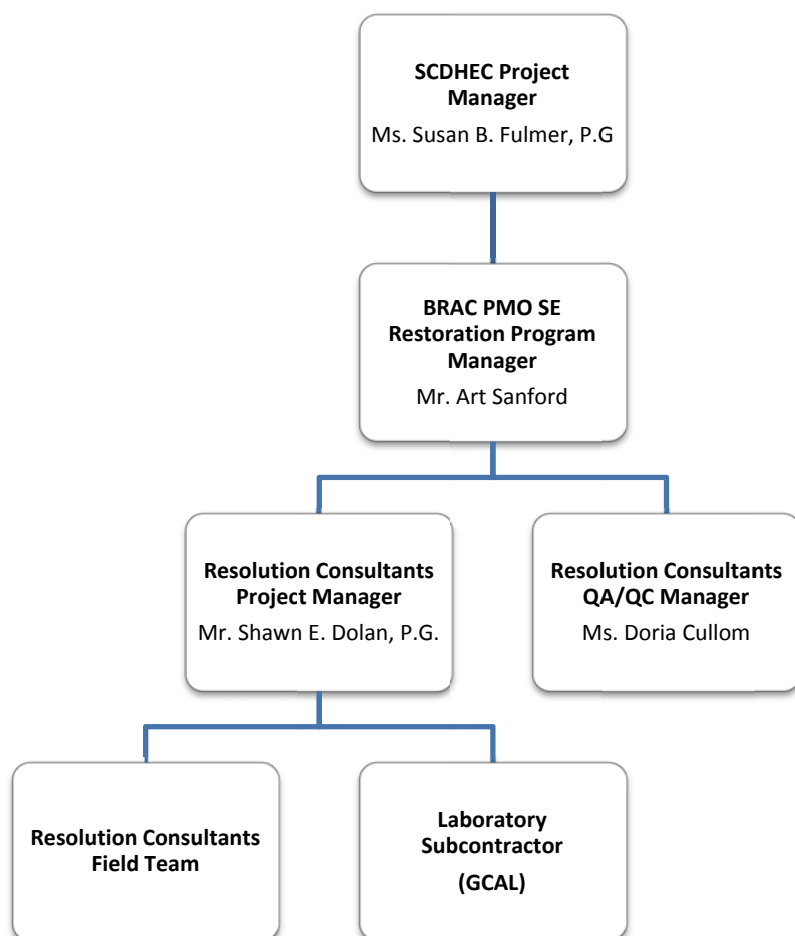 SCDHEC Project
Manager
Ms. Susan B. Fulmer, P.G
BRAC PMO SE
Restoration Program
Manager
Mr. Art Sanford
Resolution Consultants
Project Manager
Mr. Shawn E. Dolan, P.G.
Resolution Consultants
QA/QC Manager
Ms. Doria Cullom
Resolution Consultants
Field Team
Laboratory
Subcontractor
(GCAL)